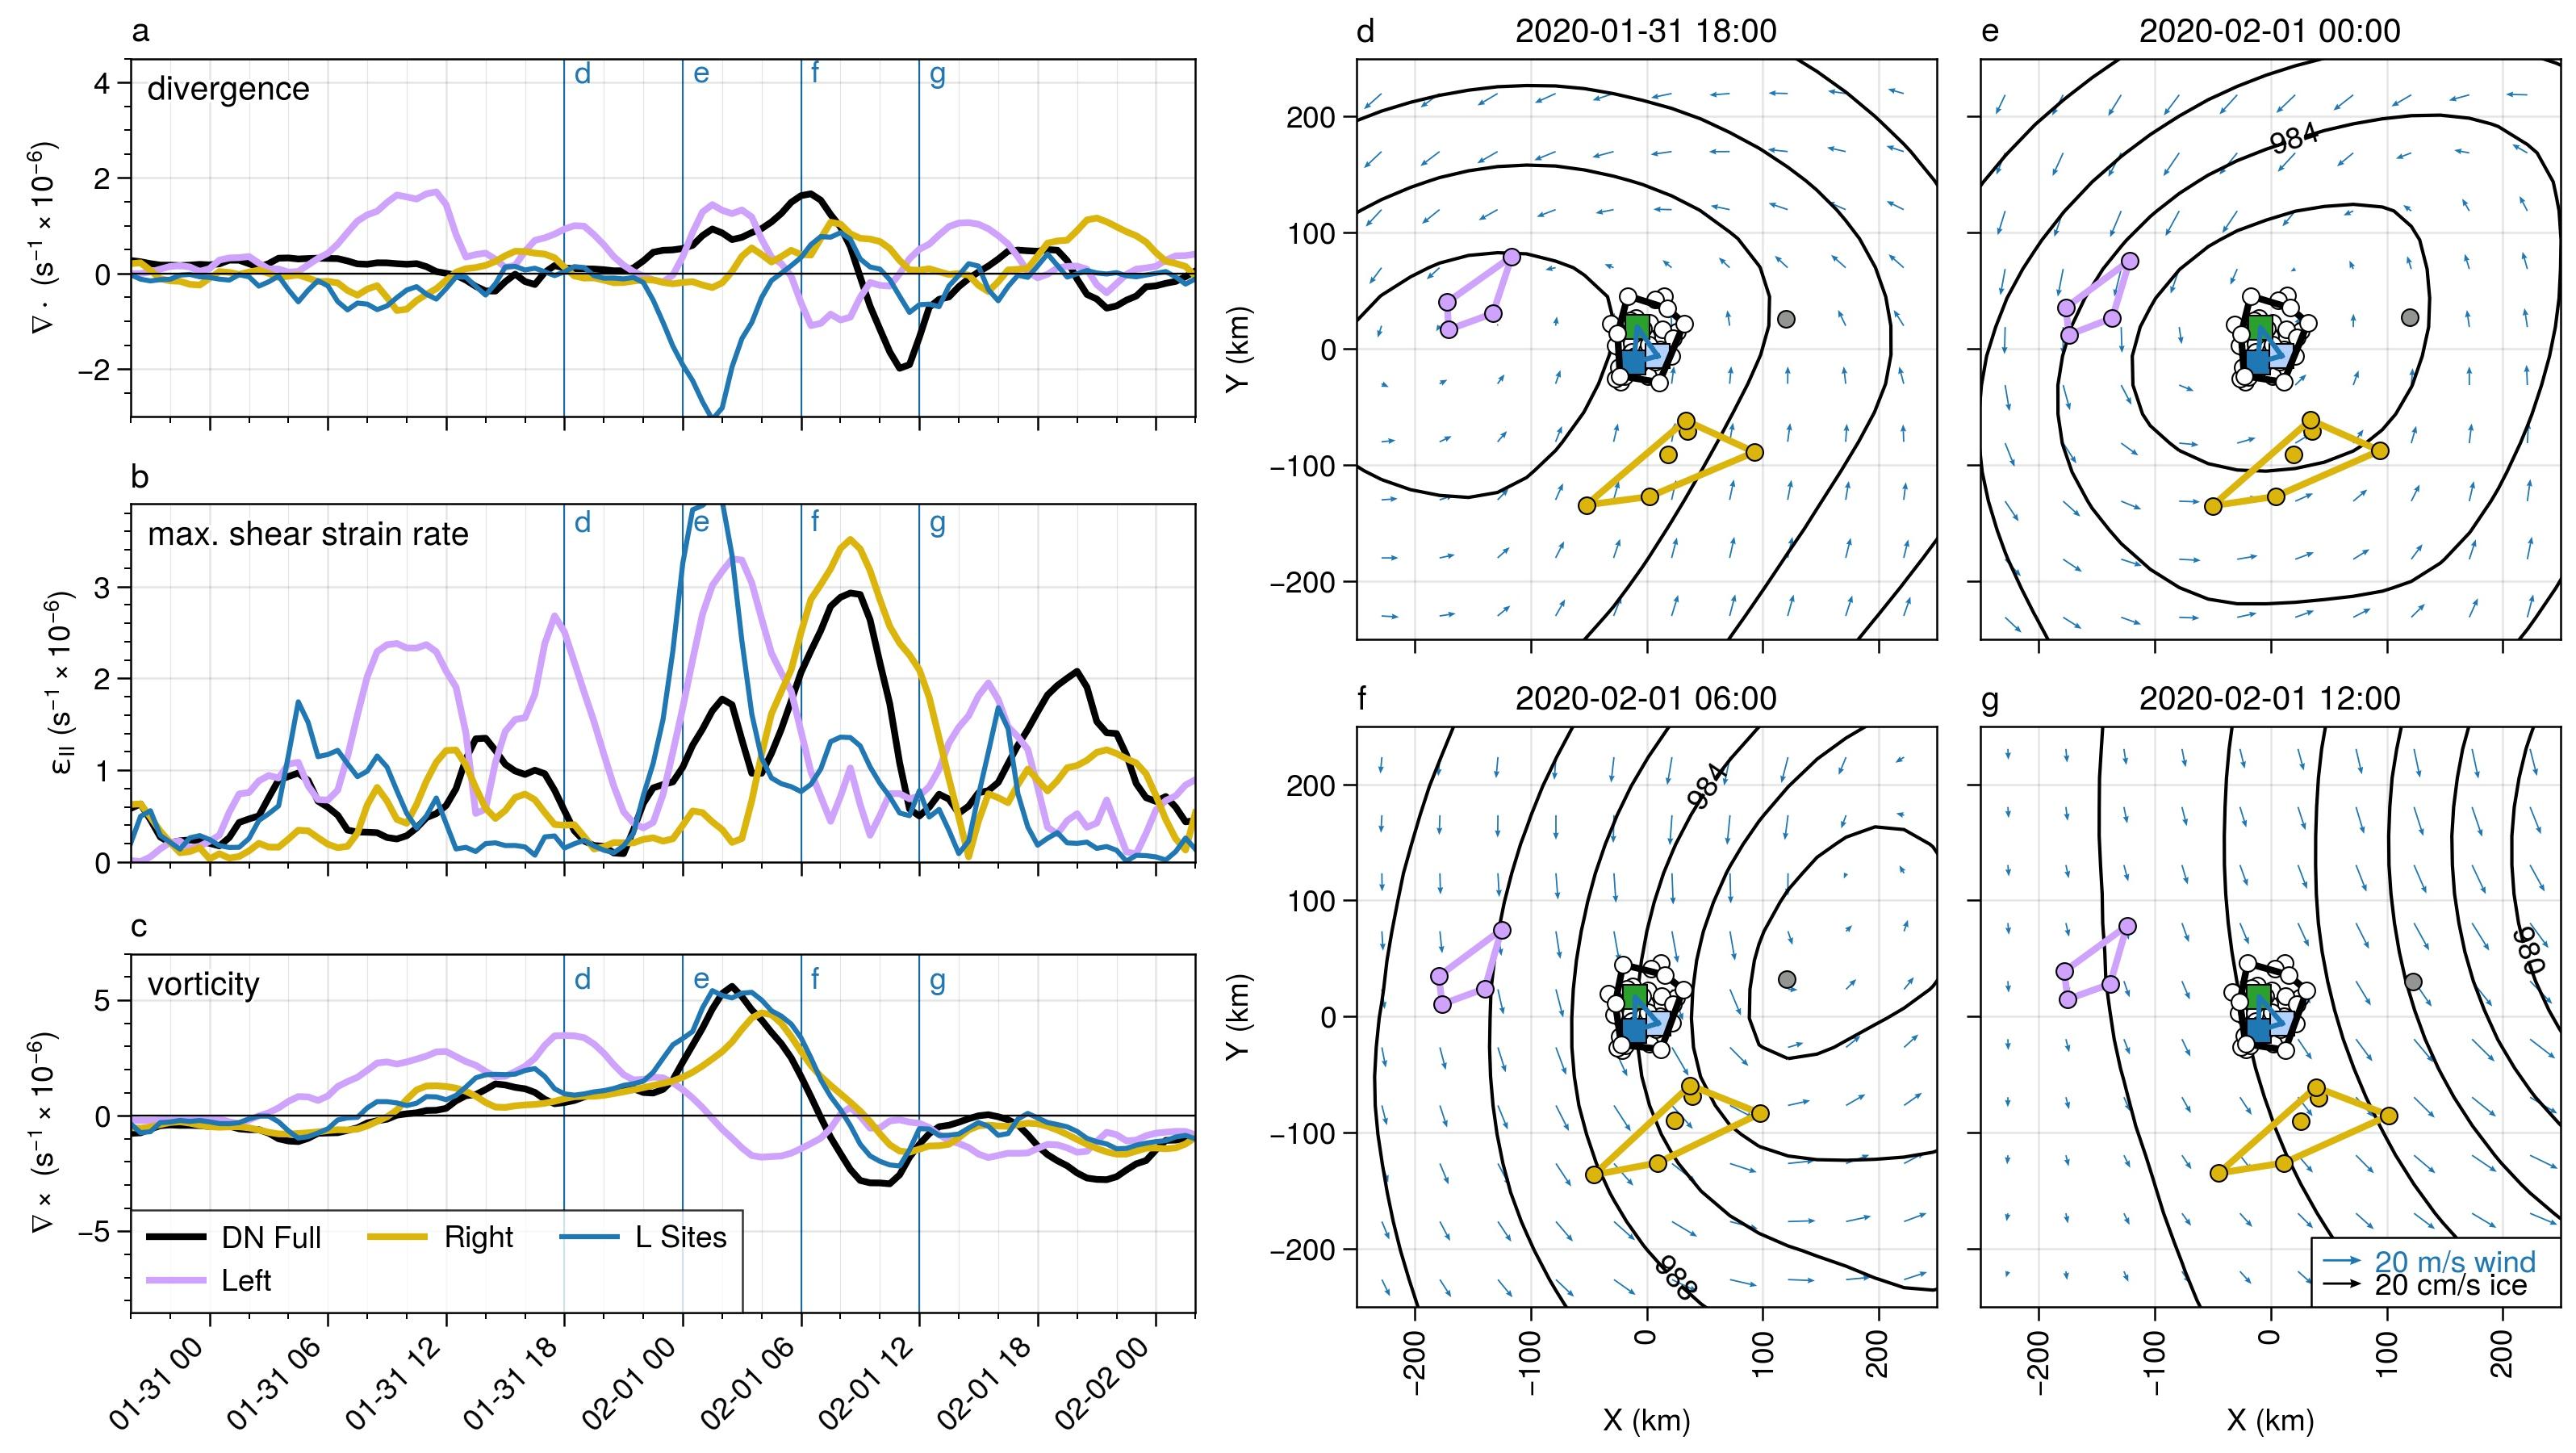 a
divergence
d
e
f
g
4
2
0
−2
∇ · (s⁻¹ × 10⁻⁶)
b
max. shear strain rate
d
e
f
g
3
2
1
0
ε_II (s⁻¹ × 10⁻⁶)
c
vorticity
d
e
f
g
5
0
−5
∇ × (s⁻¹ × 10⁻⁶)
DN Full
Right
L Sites
Left
01-31 00
01-31 06
01-31 12
01-31 18
02-01 00
02-01 06
02-01 12
02-01 18
02-02 00
d
2020-01-31 18:00
200
100
0
−100
−200
Y (km)
e
2020-02-01 00:00
984
f
2020-02-01 06:00
200
100
0
−100
−200
Y (km)
984
988
−200
−100
0
100
200
X (km)
g
2020-02-01 12:00
980
20 m/s wind
20 cm/s ice
−200
−100
0
100
200
X (km)